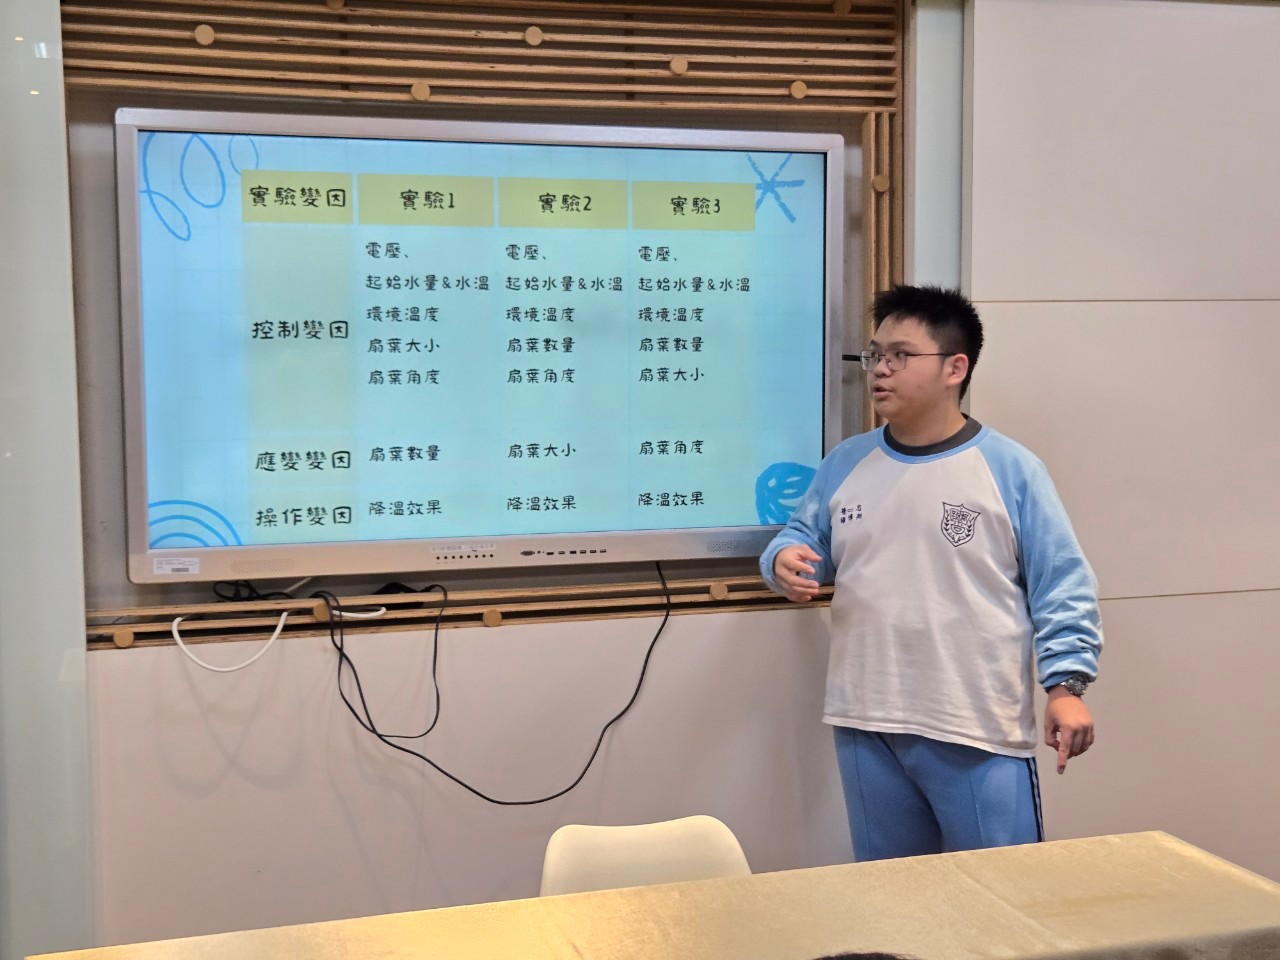 實驗變因 實驗1 實驗2 實驗3
電壓、 電壓、 電壓、
起始水量&水溫 起始水量&水溫 起始水量&水溫
控制變因 環境溫度 環境溫度 環境溫度
扇葉大小 扇葉數量 扇葉數量
扇葉角度 扇葉角度 扇葉大小
應變變因 扇葉數量 扇葉大小 扇葉角度
操作變因 降溫效果 降溫效果 降溫效果